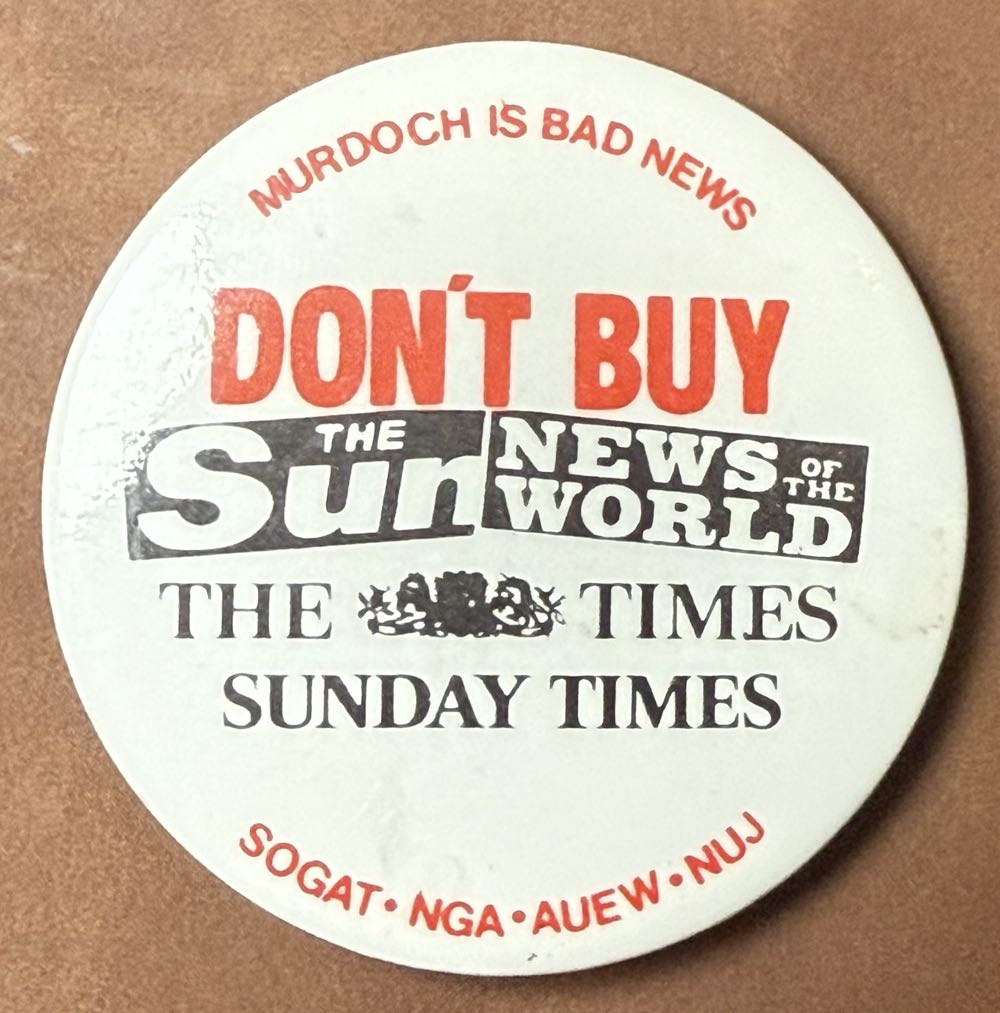 MURDOCH IS BAD NEWS
DON'T BUY
THE Sun NEWS OF THE WORLD
THE TIMES
SUNDAY TIMES
SOGAT • NGA • AUEW • NUJ